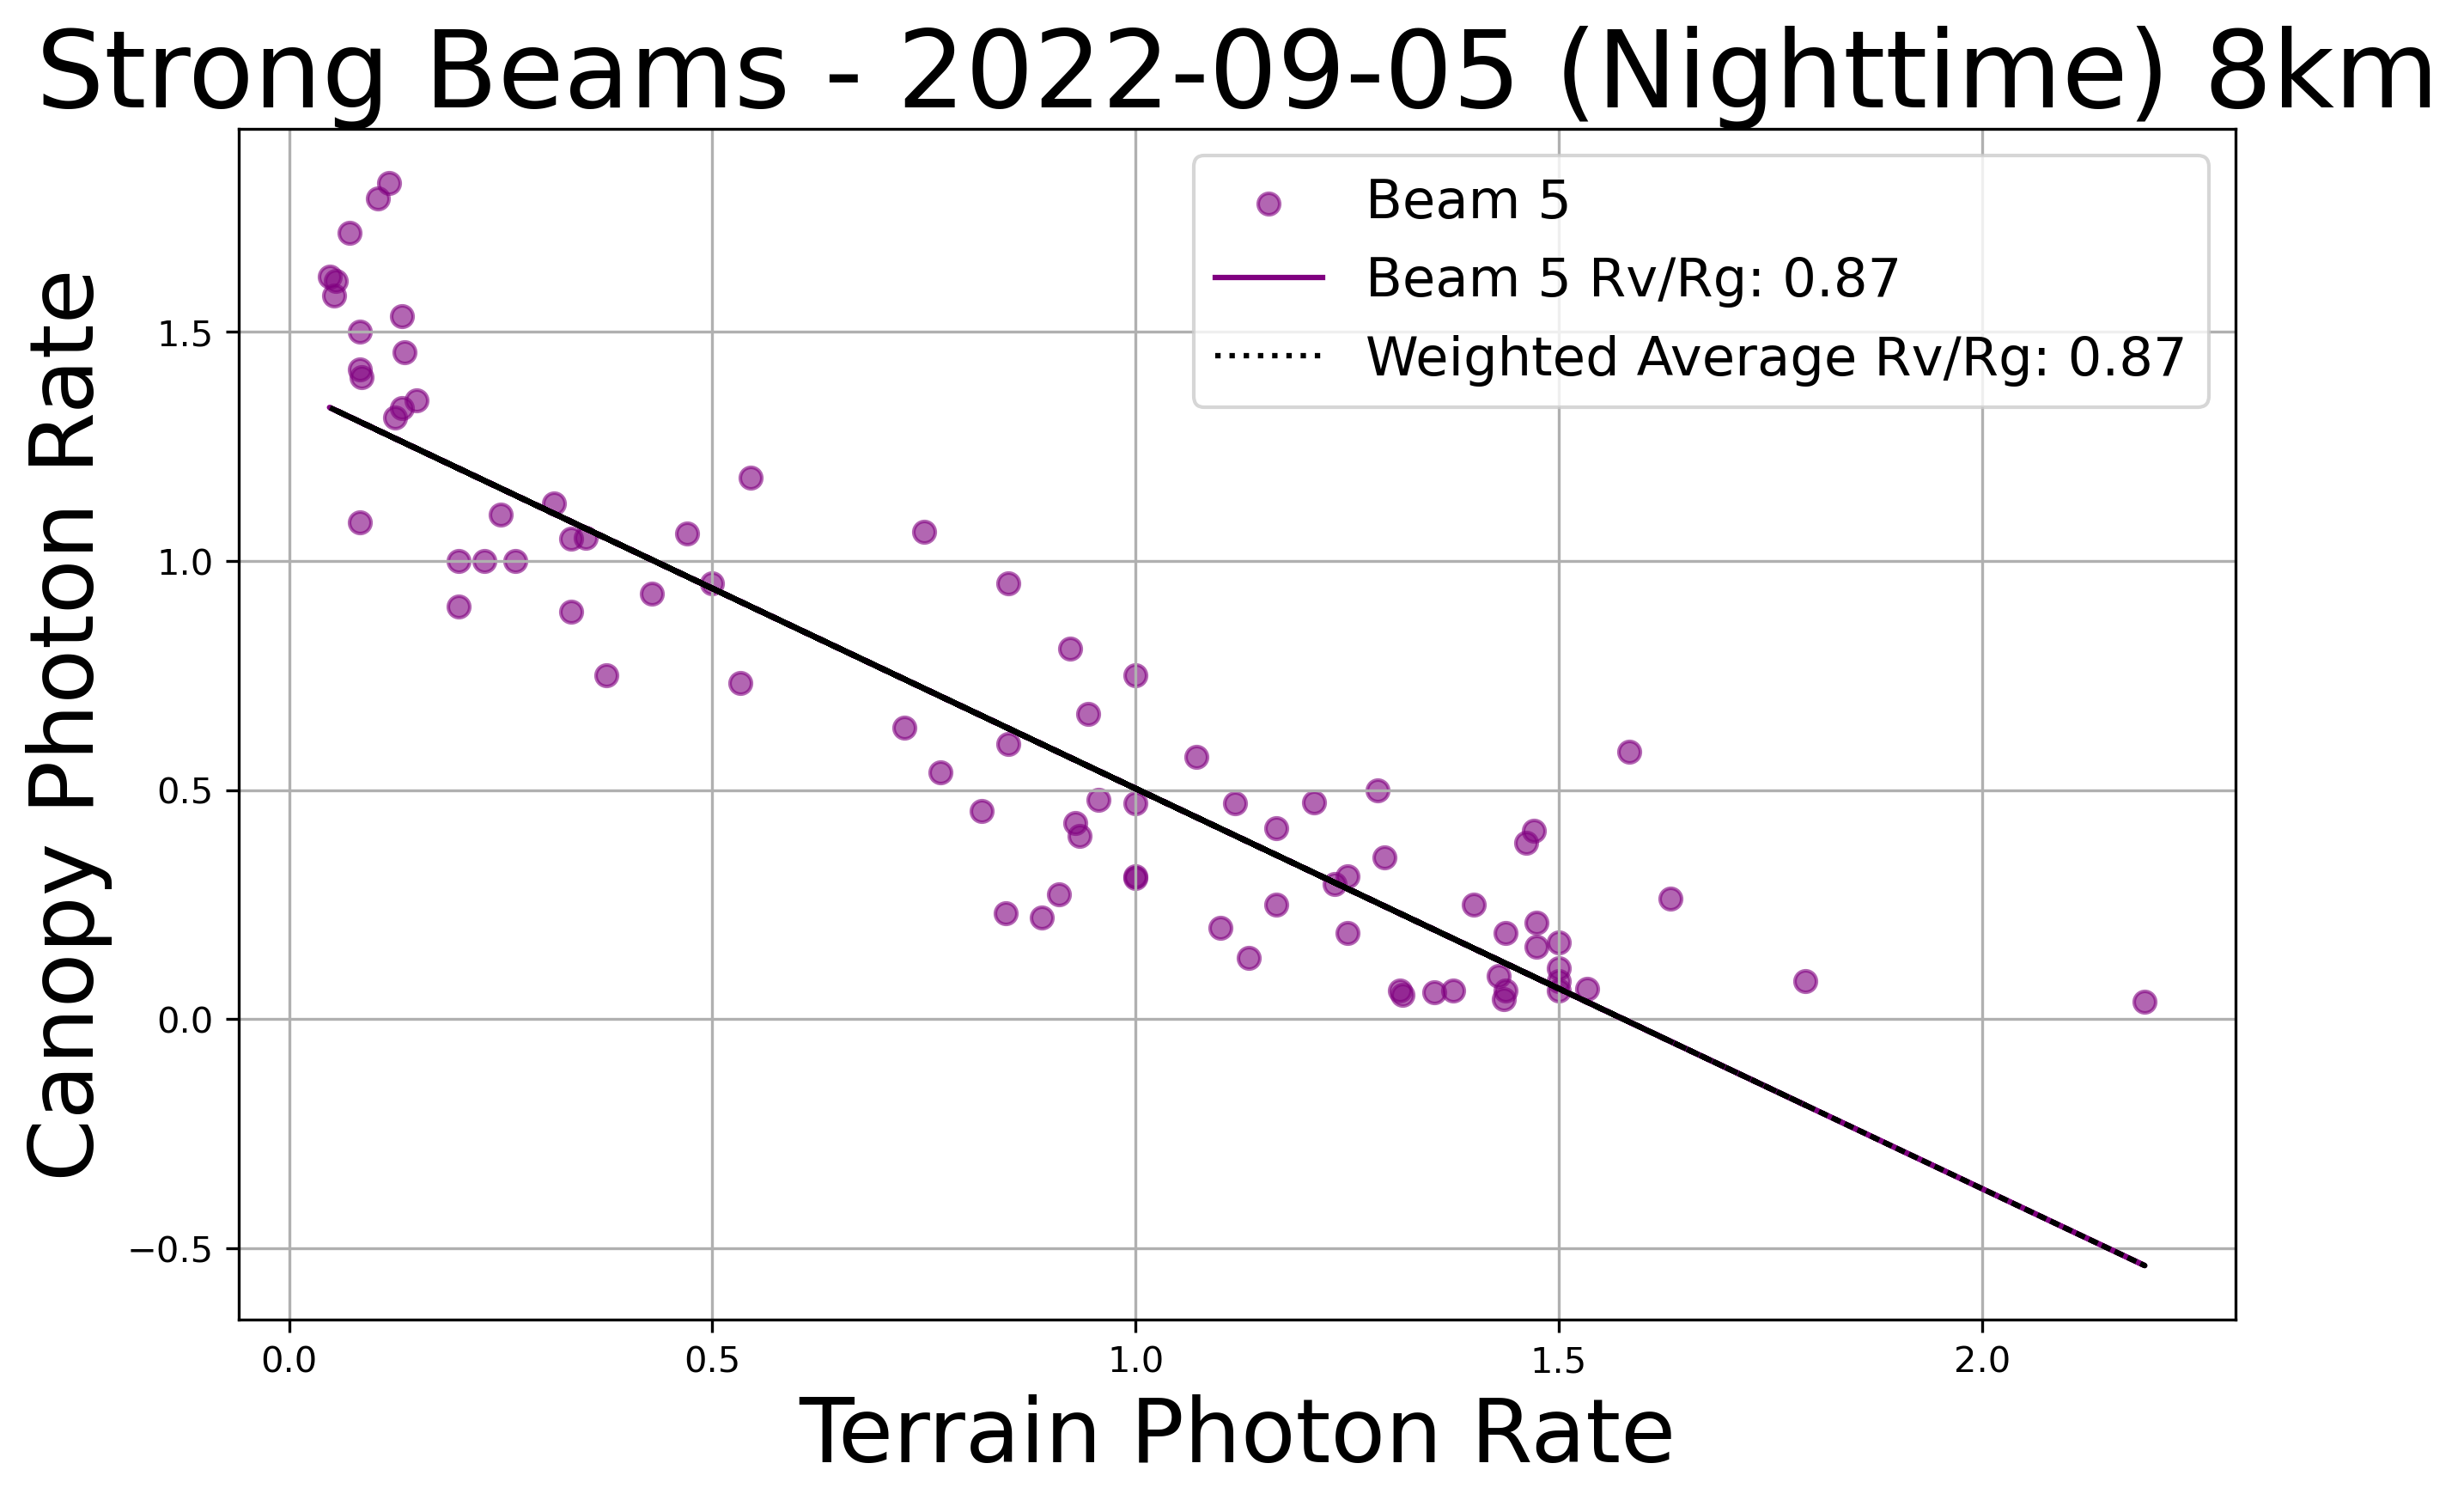 Strong Beams - 2022-09-05 (Nighttime) 8km
Beam 5
Beam 5 Rv/Rg: 0.87
Weighted Average Rv/Rg: 0.87
Canopy Photon Rate
1.5
1.0
0.5
0.0
−0.5
0.0 0.5 1.0 1.5 2.0
Terrain Photon Rate